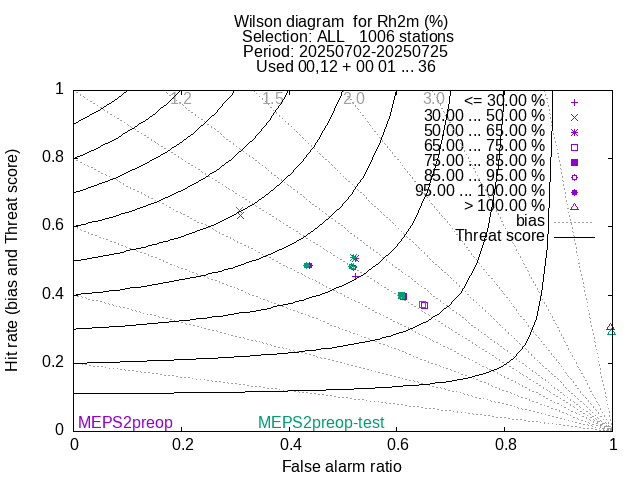 Wilson diagram  for Rh2m (%)
Selection: ALL   1006 stations
Period: 20250702-20250725
Used 00,12 + 00 01 ... 36
1.2 1.5 2.0 3.0
<= 30.00 %
30.00 ... 50.00 %
50.00 ... 65.00 %
65.00 ... 75.00 %
75.00 ... 85.00 %
85.00 ... 95.00 %
95.00 ... 100.00 %
> 100.00 %
bias
Threat score
Hit rate (bias and Threat score)
1
0.8
0.6
0.4
0.2
0
MEPS2preop MEPS2preop-test
0 0.2 0.4 0.6 0.8 1
False alarm ratio